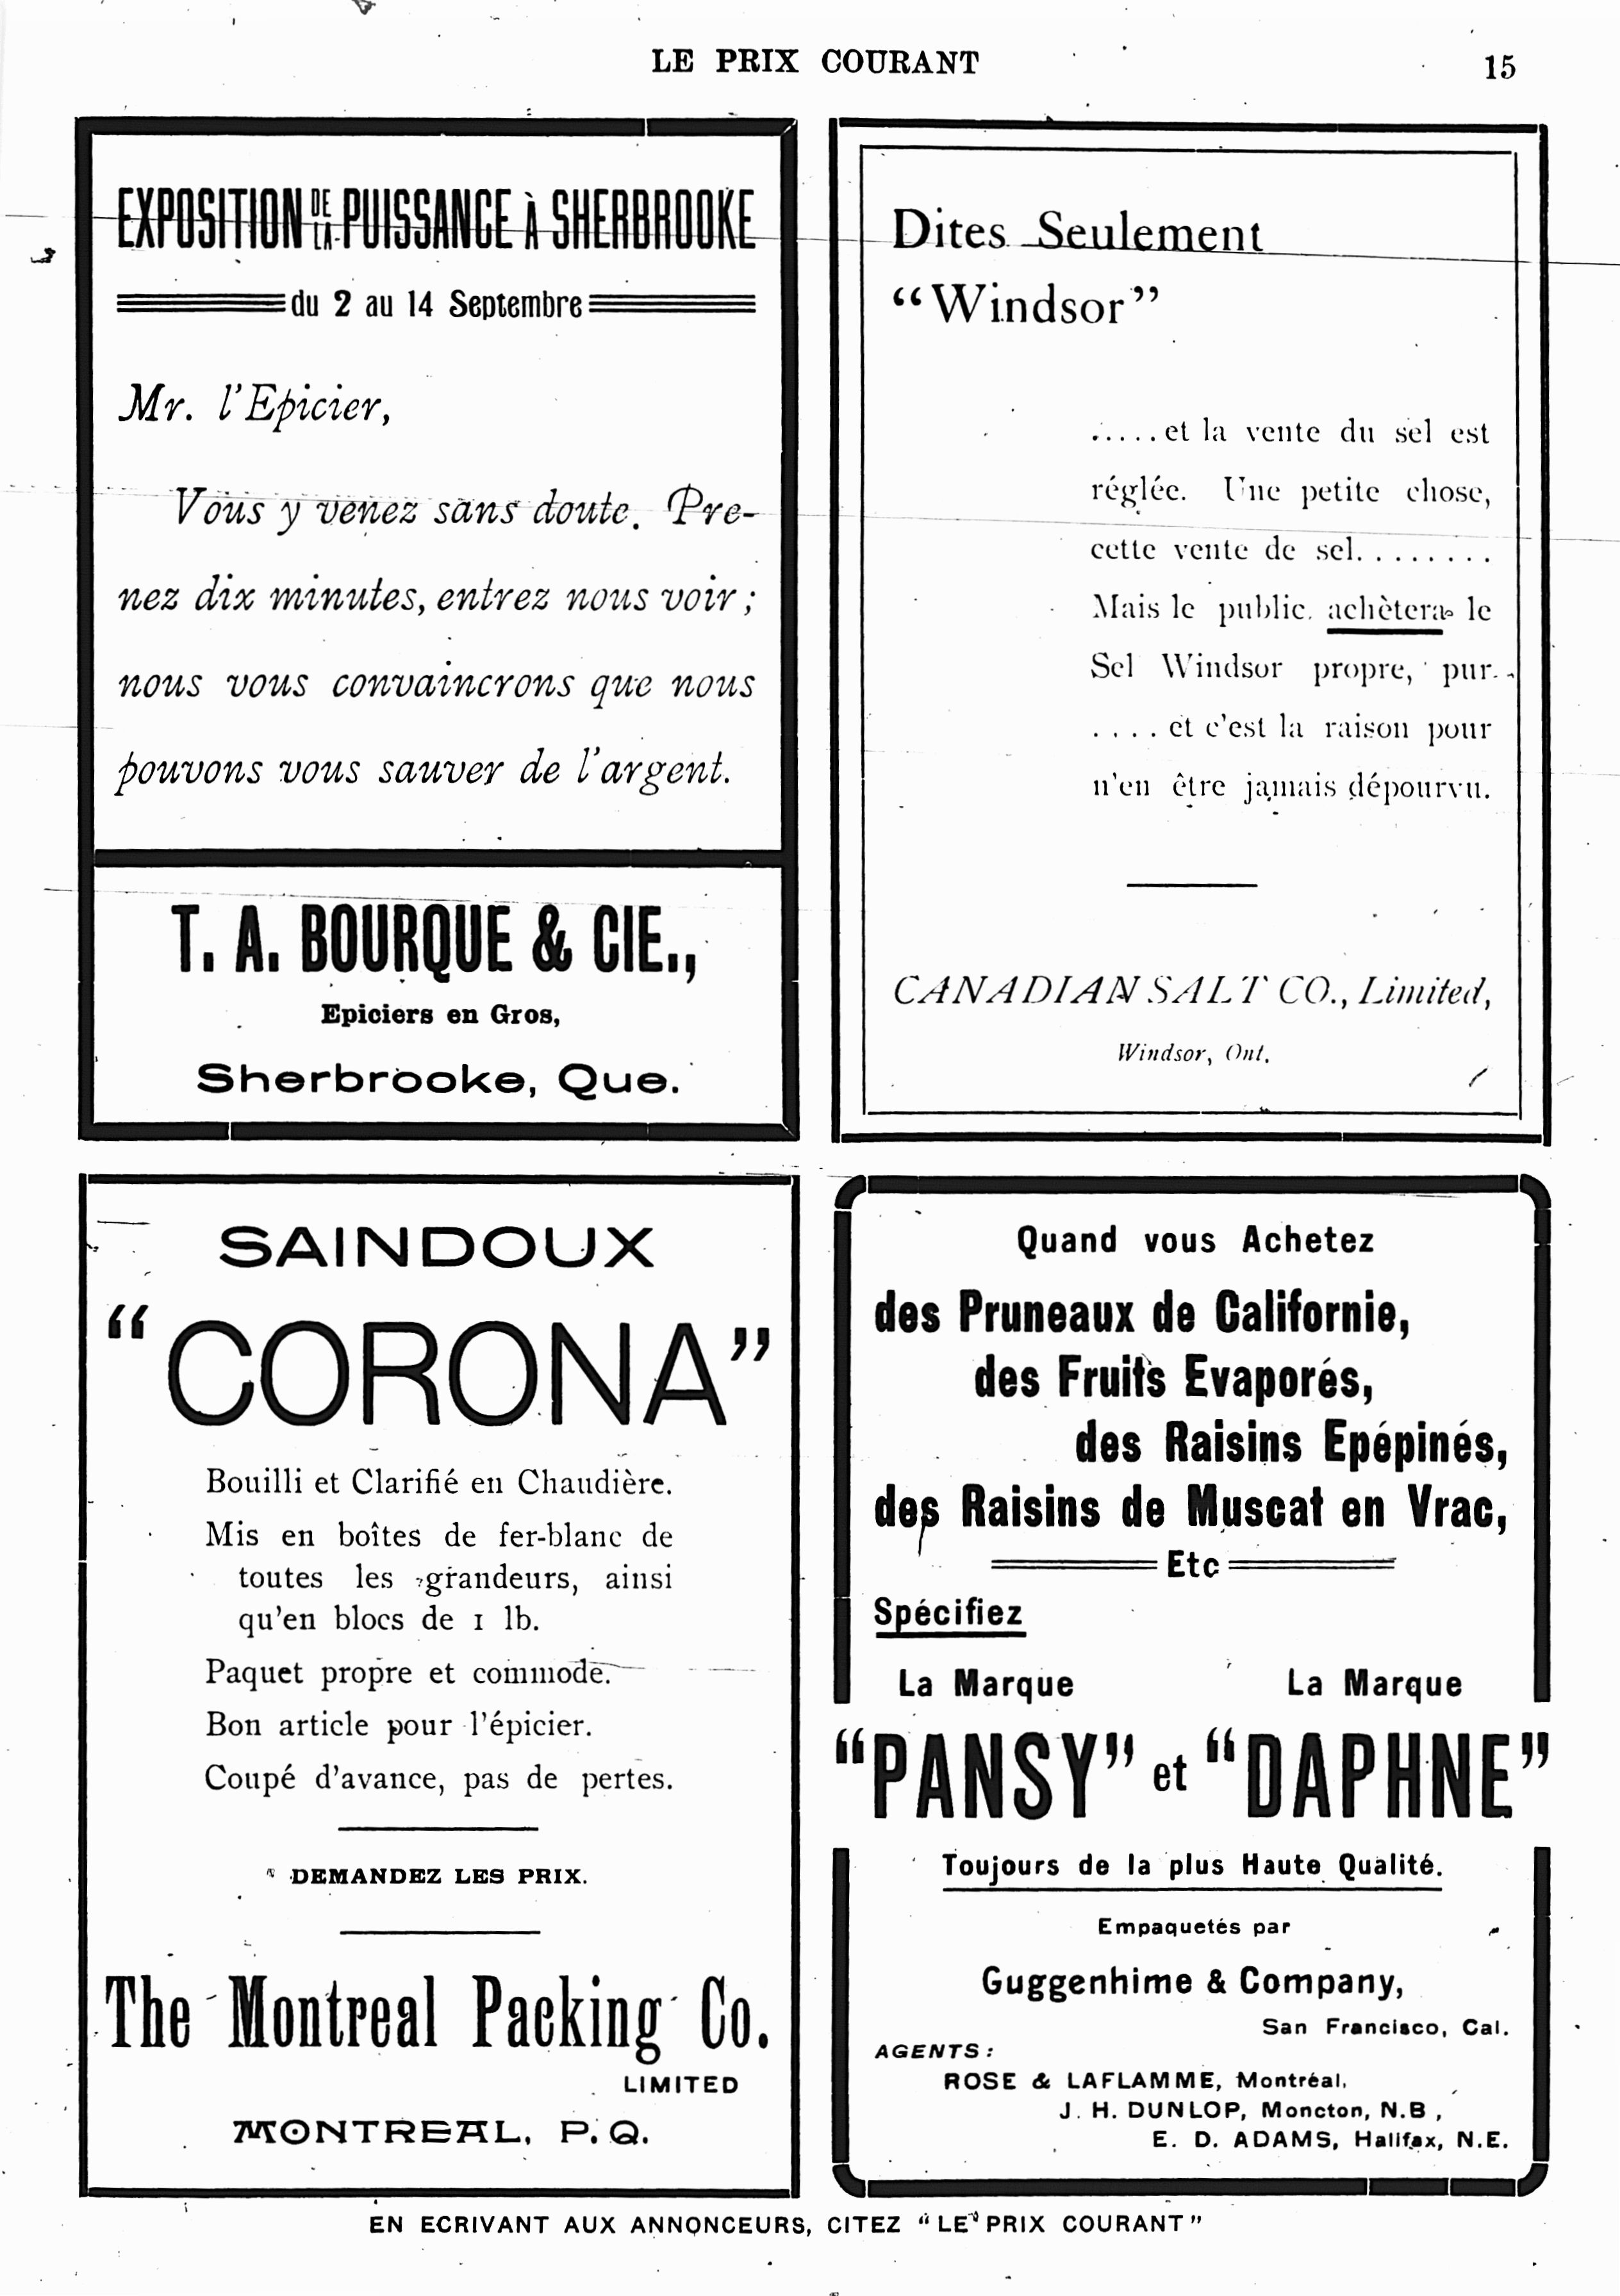 LE PRIX COURANT
15
EXPOSITION DE LA PUISSANCE À SHERBROOKE
du 2 au 14 Septembre
Mr. l'Epicier,
Vous y venez sans doute. Pre-
nez dix minutes, entrez nous voir ;
nous vous convaincrons que nous
pouvons vous sauver de l'argent.
T. A. BOURQUE & CIE.,
Epiciers en Gros,
Sherbrooke, Que.
Dites Seulement
“Windsor”
.....et la vente du sel est
réglée. Une petite chose,
cette vente de sel........
Mais le public achètera le
Sel Windsor propre, pur..
....et c'est la raison pour
n'en être jamais dépourvu.
CANADIAN SALT CO., Limited,
Windsor, Ont.
SAINDOUX
“CORONA”
Bouilli et Clarifié en Chaudière.
Mis en boîtes de fer-blanc de
toutes les grandeurs, ainsi
qu'en blocs de 1 lb.
Paquet propre et commode.
Bon article pour l'épicier.
Coupé d'avance, pas de pertes.
DEMANDEZ LES PRIX.
The Montreal Packing Co.
LIMITED
MONTREAL, P. Q.
Quand vous Achetez
des Pruneaux de Californie,
des Fruits Evaporés,
des Raisins Epépinés,
des Raisins de Muscat en Vrac,
Etc
Spécifiez
La Marque La Marque
“PANSY” et “DAPHNE”
Toujours de la plus Haute Qualité.
Empaquetés par
Guggenhime & Company,
San Francisco, Cal.
AGENTS :
ROSE & LAFLAMME, Montréal,
J. H. DUNLOP, Moncton, N.B ,
E. D. ADAMS, Halifax, N.E.
EN ECRIVANT AUX ANNONCEURS, CITEZ “LE PRIX COURANT”